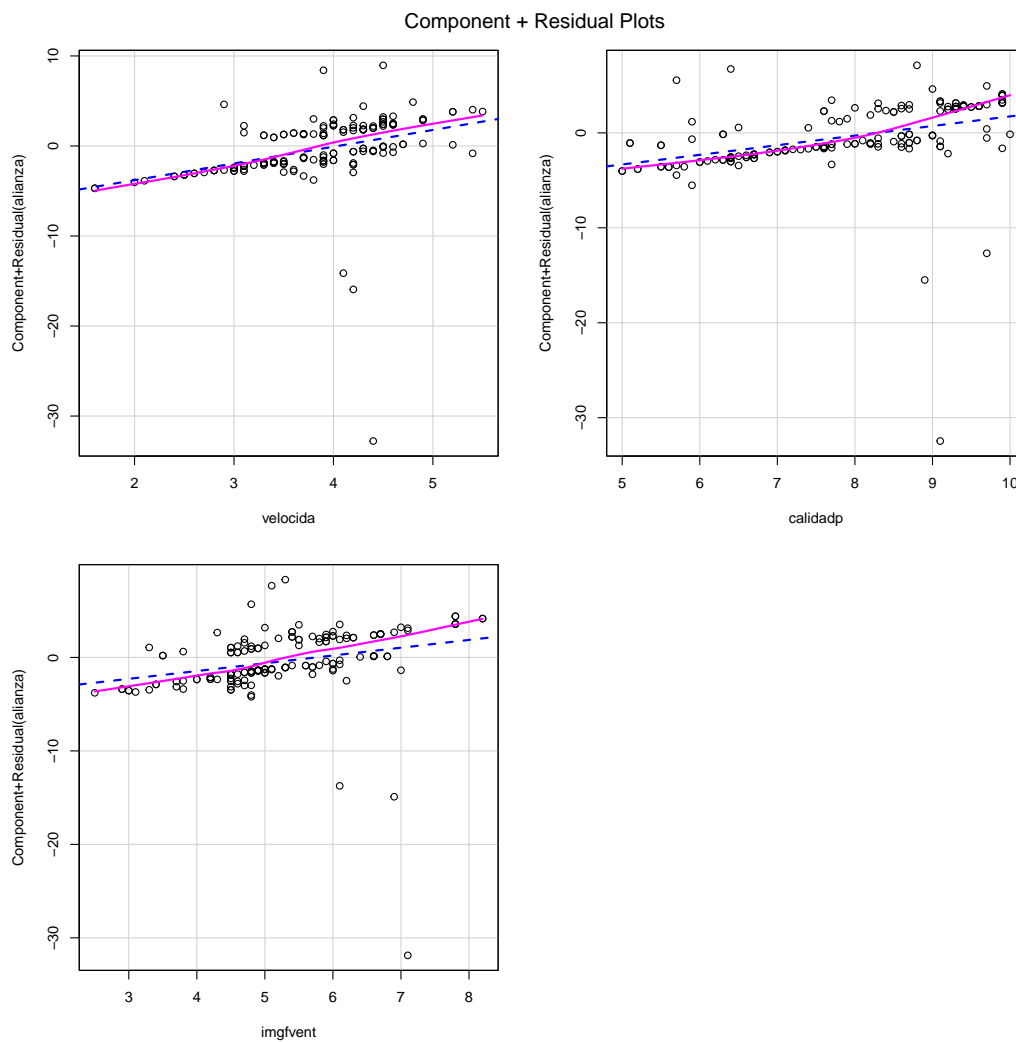 Component + Residual Plots
10
0
−10
−20
−30
Component+Residual(alianza)
2 3 4 5
velocida
0
−10
−20
−30
Component+Residual(alianza)
5 6 7 8 9 10
calidadp
0
−10
−20
−30
Component+Residual(alianza)
3 4 5 6 7 8
imgfvent